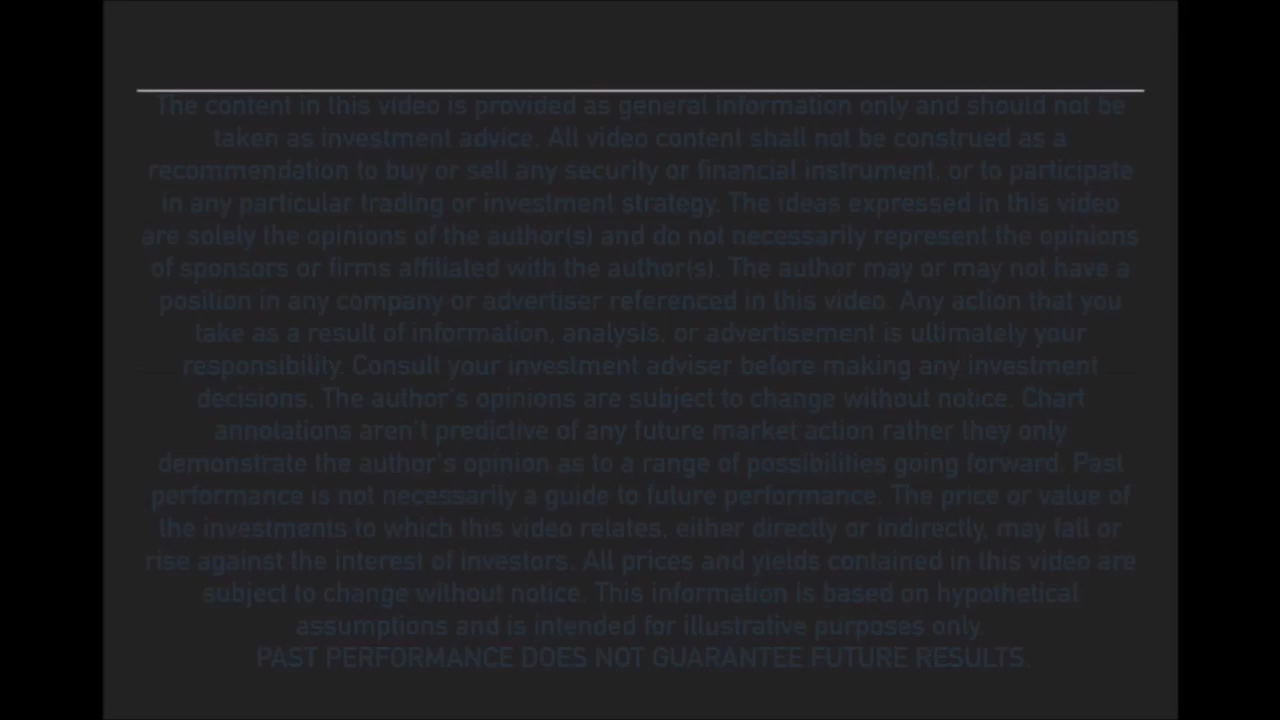 The content in this video is provided as general information only and should not be
taken as investment advice. All video content shall not be construed as a
recommendation to buy or sell any security or financial instrument, or to participate
in any particular trading or investment strategy. The ideas expressed in this video
are solely the opinions of the author(s) and do not necessarily represent the opinions
of sponsors or firms affiliated with the author(s). The author may or may not have a
position in any company or advertiser referenced in this video. Any action that you
take as a result of information, analysis, or advertisement is ultimately your
responsibility. Consult your investment adviser before making any investment
decisions. The author's opinions are subject to change without notice. Chart
annotations aren't predictive of any future market action rather they only
demonstrate the author's opinion as to a range of possibilities going forward. Past
performance is not necessarily a guide to future performance. The price or value of
the investments to which this video relates, either directly or indirectly, may fall or
rise against the interest of investors. All prices and yields contained in this video are
subject to change without notice. This information is based on hypothetical
assumptions and is intended for illustrative purposes only.
PAST PERFORMANCE DOES NOT GUARANTEE FUTURE RESULTS.